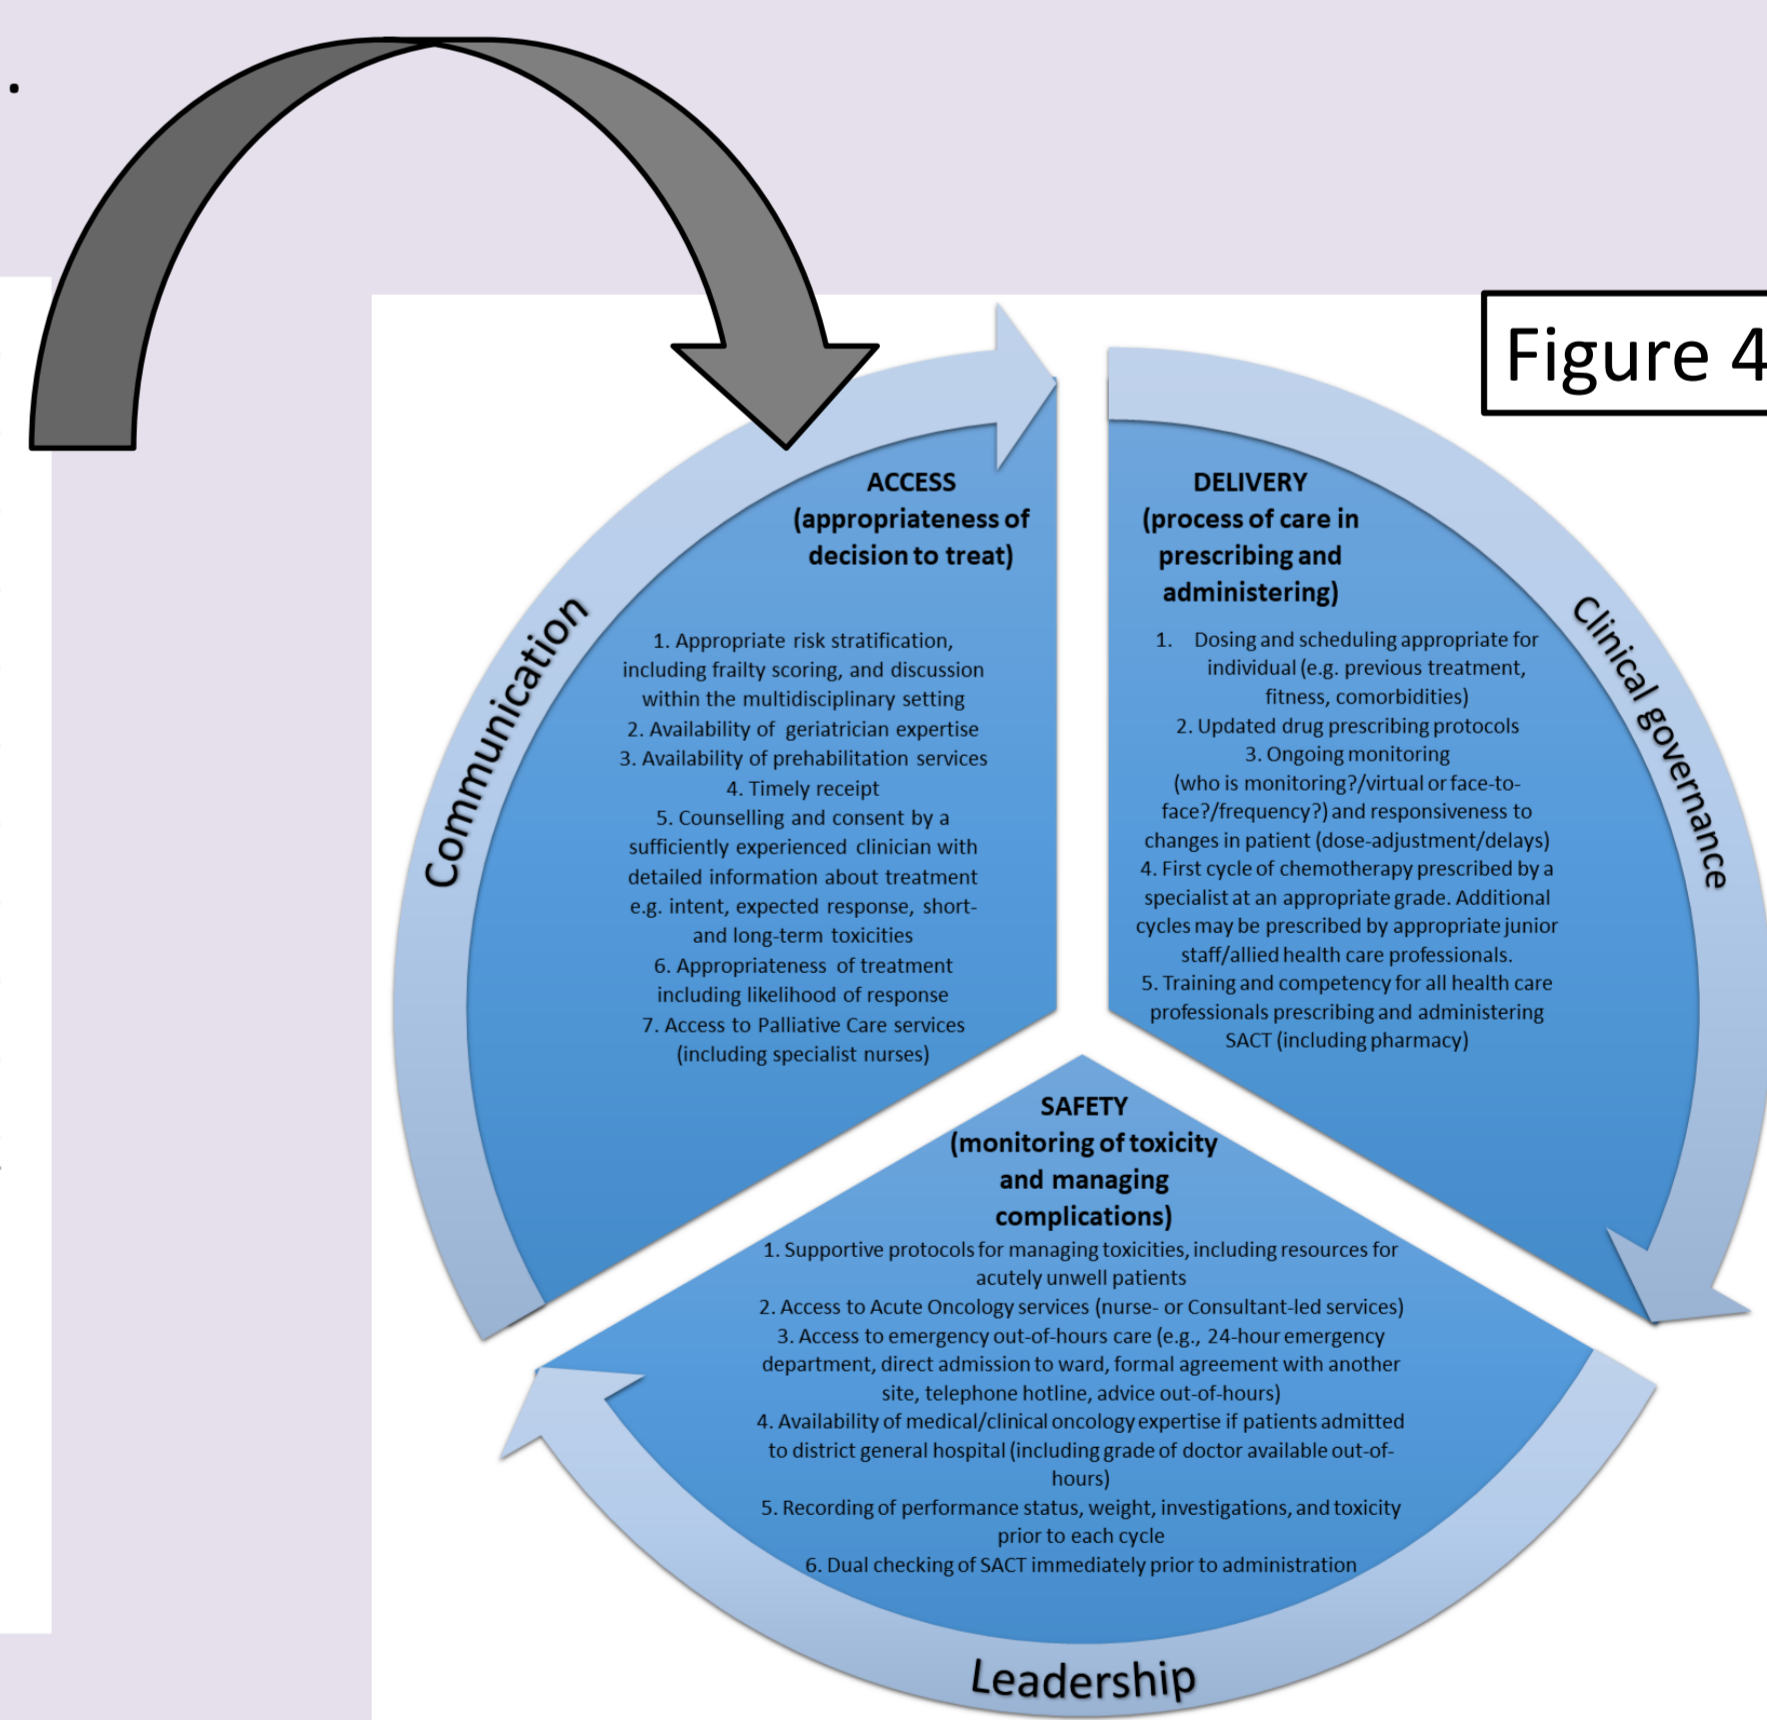 .
Figure 4
Communication
ACCESS
(appropriateness of
decision to treat)
1. Appropriate risk stratification,
including frailty scoring, and discussion
within the multidisciplinary setting
2. Availability of geriatrician expertise
3. Availability of prehabilitation services
4. Timely receipt
5. Counselling and consent by a
sufficiently experienced clinician with
detailed information about treatment
e.g. intent, expected response, short-
and long-term toxicities
6. Appropriateness of treatment
including likelihood of response
7. Access to Palliative Care services
(including specialist nurses)
DELIVERY
(process of care in
prescribing and
administering)
1. Dosing and scheduling appropriate for
individual (e.g. previous treatment,
fitness, comorbidities)
2. Updated drug prescribing protocols
3. Ongoing monitoring
(who is monitoring?/virtual or face-to-
face?/frequency?) and responsiveness to
changes in patient (dose-adjustment/delays)
4. First cycle of chemotherapy prescribed by a
specialist at an appropriate grade. Additional
cycles may be prescribed by appropriate junior
staff/allied health care professionals.
5. Training and competency for all health care
professionals prescribing and administering
SACT (including pharmacy)
Clinical governance
SAFETY
(monitoring of toxicity
and managing
complications)
1. Supportive protocols for managing toxicities, including resources for
acutely unwell patients
2. Access to Acute Oncology services (nurse- or Consultant-led services)
3. Access to emergency out-of-hours care (e.g., 24-hour emergency
department, direct admission to ward, formal agreement with another
site, telephone hotline, advice out-of-hours)
4. Availability of medical/clinical oncology expertise if patients admitted
to district general hospital (including grade of doctor available out-of-
hours)
5. Recording of performance status, weight, investigations, and toxicity
prior to each cycle
6. Dual checking of SACT immediately prior to administration
Leadership